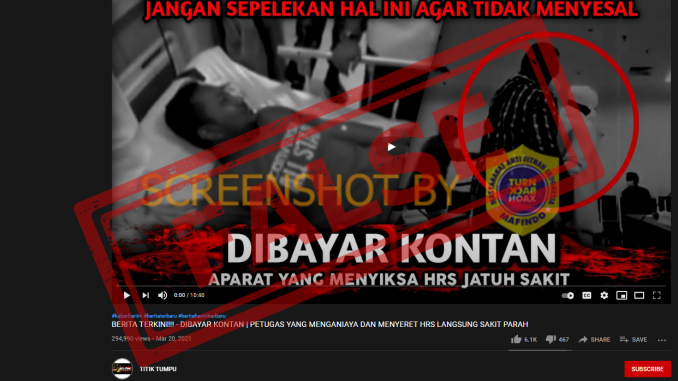 JANGAN SEPELEKAN HAL INI AGAR TIDAK MENYESAL
FALSE
SCREENSHOT BY
MASYARAKAT ANTI FITNAH INDONESIA
TURN
BACK
HOAX
MAFINDO
DIBAYAR KONTAN
APARAT YANG MENYIKSA HRS JATUH SAKIT
0:00 / 10:40
#kabarhariini #beritaterbaru #beritahariiniterbaru
BERITA TERKINI!!! - DIBAYAR KONTAN | PETUGAS YANG MENGANIAYA DAN MENYERET HRS LANGSUNG SAKIT PARAH
294,990 views • Mar 20, 2021
6.1K
467
SHARE
SAVE
TITIK TUMPU
SUBSCRIBE